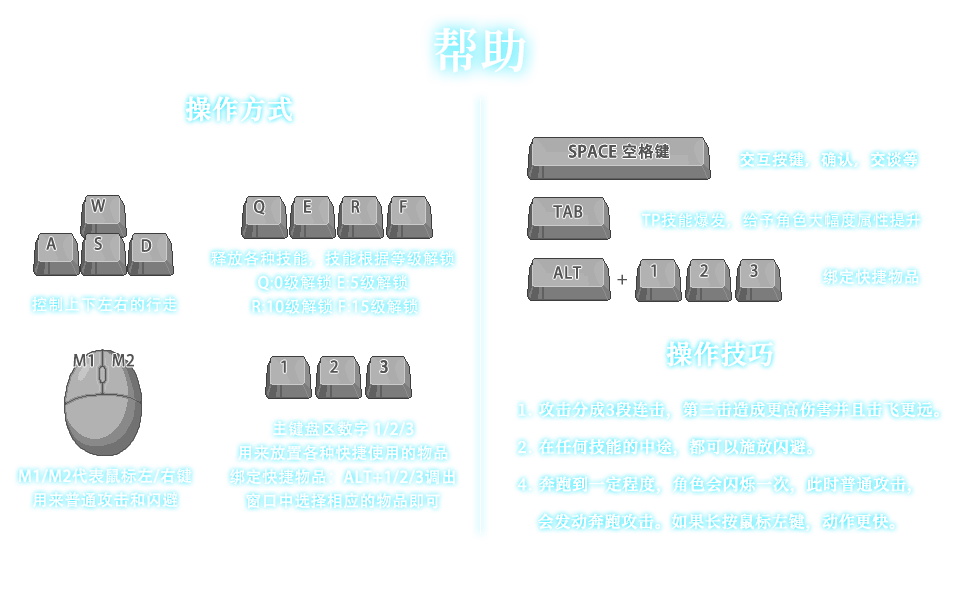 帮助
操作方式
W
A S D
控制上下左右的行走
Q E R F
释放各种技能，技能根据等级解锁
Q:0级解锁 E:5级解锁
R:10级解锁 F:15级解锁
M1 M2
M1/M2代表鼠标左/右键
用来普通攻击和闪避
1 2 3
主键盘区数字 1/2/3
用来放置各种快捷使用的物品
绑定快捷物品：ALT+1/2/3调出
窗口中选择相应的物品即可
SPACE 空格键
交互按键，确认，交谈等
TAB
TP技能爆发，给予角色大幅度属性提升
ALT + 1 2 3
绑定快捷物品
操作技巧
1. 攻击分成3段连击，第三击造成更高伤害并且击飞更远。
2. 在任何技能的中途，都可以施放闪避。
4. 奔跑到一定程度，角色会闪烁一次，此时普通攻击，
会发动奔跑攻击。如果长按鼠标左键，动作更快。